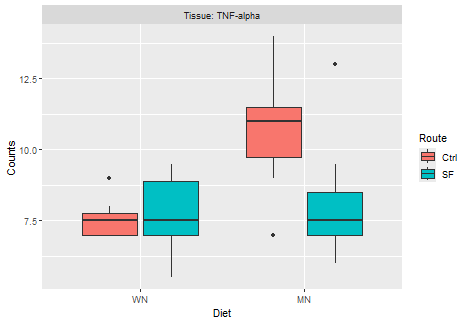 Tissue: TNF-alpha
12.5
10.0
7.5
Counts
WN
MN
Diet
Route
Ctrl
SF